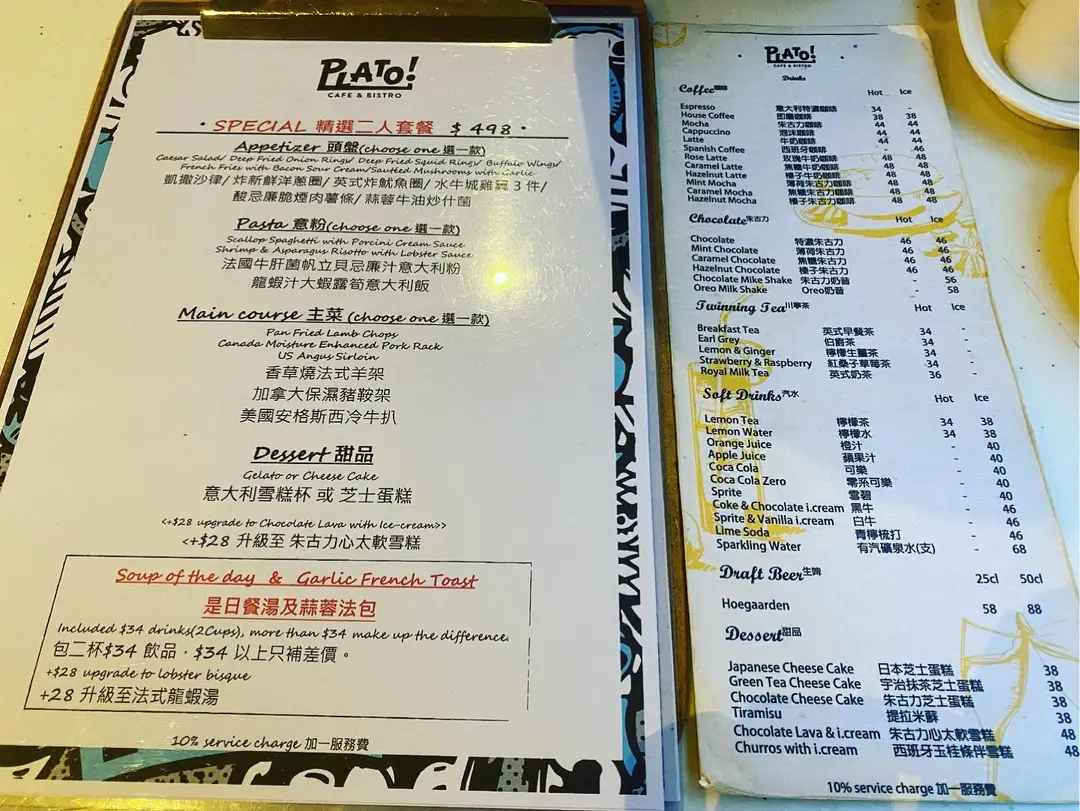 PLATO!
CAFE & BISTRO
• SPECIAL 精選二人套餐 $498 •
Appetizer 頭盤(choose one 選一款)
Caesar Salad/ Deep Fried Onion Rings/ Deep Fried Squid Rings/ Buffalo Wings/
French Fries with Bacon Sour Cream/Sautted Mushrooms with Garlic
凱撒沙律/ 炸新鮮洋蔥圈/ 英式炸魷魚圈/ 水牛城雞翼 3 件/
酸忌廉脆煙肉薯條/ 蒜蓉牛油炒什菌
Pasta 意粉(choose one 選一款)
Scallop Spaghetti with Porcini Cream Sauce
Shrimp & Asparagus Risotto with Lobster Sauce
法國牛肝菌帆立貝忌廉汁意大利粉
龍蝦汁大蝦露筍意大利飯
Main course 主菜 (choose one 選一款)
Pan Fried Lamb Chops
Canada Moisture Enhanced Pork Rack
US Angus Sirloin
香草燒法式羊架
加拿大保濕豬鞍架
美國安格斯西冷牛扒
Dessert 甜品
Gelato or Cheese Cake
意大利雪糕杯 或 芝士蛋糕
<+$28 upgrade to Chocolate Lava with Ice-cream>>
<+$28 升級至 朱古力心太軟雪糕
Soup of the day & Garlic French Toast
是日餐湯及蒜蓉法包
Included $34 drinks(2Cups), more than $34 make up the difference.
包二杯$34 飲品‧$34 以上只補差價。
+$28 upgrade to lobster bisque
+28 升級至法式龍蝦湯
10% service charge 加一服務費
PLATO!
CAFE & BISTRO
Drinks
Coffee Hot Ice
Espresso 意大利特濃咖啡 34 -
House Coffee 即磨咖啡 38 38
Mocha 朱古力咖啡 44 44
Cappuccino 泡沫咖啡 44 44
Latte 牛奶咖啡 44 44
Spanish Coffee 西班牙咖啡 - 46
Rose Latte 玫瑰牛奶咖啡 48 48
Caramel Latte 焦糖牛奶咖啡 48 48
Hazelnut Latte 榛子牛奶咖啡 48 48
Mint Mocha 薄荷朱古力咖啡 48 48
Caramel Mocha 焦糖朱古力咖啡 48 48
Hazelnut Mocha 榛子朱古力咖啡 48 48
Chocolate 朱古力 Hot Ice
Chocolate 特濃朱古力 46 46
Mint Chocolate 薄荷朱古力 46 46
Caramel Chocolate 焦糖朱古力 46 46
Hazelnut Chocolate 榛子朱古力 46 46
Chocolate Mike Shake 朱古力奶昔 - 56
Oreo Milk Shake Oreo奶昔 - 58
Twinning Tea 川寧茶 Hot Ice
Breakfast Tea 英式早餐茶 34 -
Earl Grey 伯爵茶 34 -
Lemon & Ginger 檸檬生薑茶 34 -
Strawberry & Raspberry 紅桑子草莓茶 34 -
Royal Milk Tea 英式奶茶 36 -
Soft Drinks 汽水 Hot Ice
Lemon Tea 檸檬茶 34 38
Lemon Water 檸檬水 34 38
Orange Juice 橙汁 - 40
Apple Juice 蘋果汁 - 40
Coca Cola 可樂 - 40
Coca Cola Zero 零系可樂 - 40
Sprite 雪碧 - 40
Coke & Chocolate i.cream 黑牛 - 46
Sprite & Vanilla i.cream 白牛 - 46
Lime Soda 青檸梳打 - 46
Sparkling Water 有汽礦泉水(支) - 68
Draft Beer 生啤 25cl 50cl
Hoegaarden 58 88
Dessert 甜品
Japanese Cheese Cake 日本芝士蛋糕 38
Green Tea Cheese Cake 宇治抹茶芝士蛋糕 38
Chocolate Cheese Cake 朱古力芝士蛋糕 38
Tiramisu 提拉米蘇 38
Chocolate Lava & i.cream 朱古力心太軟雪糕 48
Churros with i.cream 西班牙玉桂條伴雪糕 48
10% service charge 加一服務費